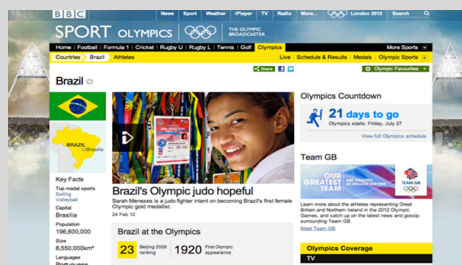 BBC
News Sport Weather iPlayer TV Radio More... London 2012 Search
SPORT OLYMPICS
THE OLYMPIC
BROADCASTER
Home Football Formula 1 Cricket Rugby U Rugby L Tennis Golf Olympics More Sports
Countries Brazil Athletes Live Schedule & Results Medals Olympic Sports
Share
Olympic Favourites
Brazil
BRAZIL
Brasilia
Key Facts
Top medal sports
Sailing
Volleyball
Capital
Brasilia
Population
196,600,000
Size
8,550,000km²
Languages
Portuguese
Brazil's Olympic judo hopeful
Sarah Menezes is a judo fighter intent on becoming Brazil's first female
Olympic gold medallist.
24 Feb 12
Brazil at the Olympics
23 Beijing 2008 ranking
1920 First Olympic appearance
Olympics Countdown
21 days to go
Olympics starts: Friday, July 27
View full Olympics schedule
Team GB
OUR
GREATEST
TEAM
TEAM GB
Learn more about the athletes representing Great
Britain and Northern Ireland in the 2012 Olympic
Games, and catch up on the latest news and gossip
surrounding Team GB
Meet Team GB
Olympics Coverage
TV